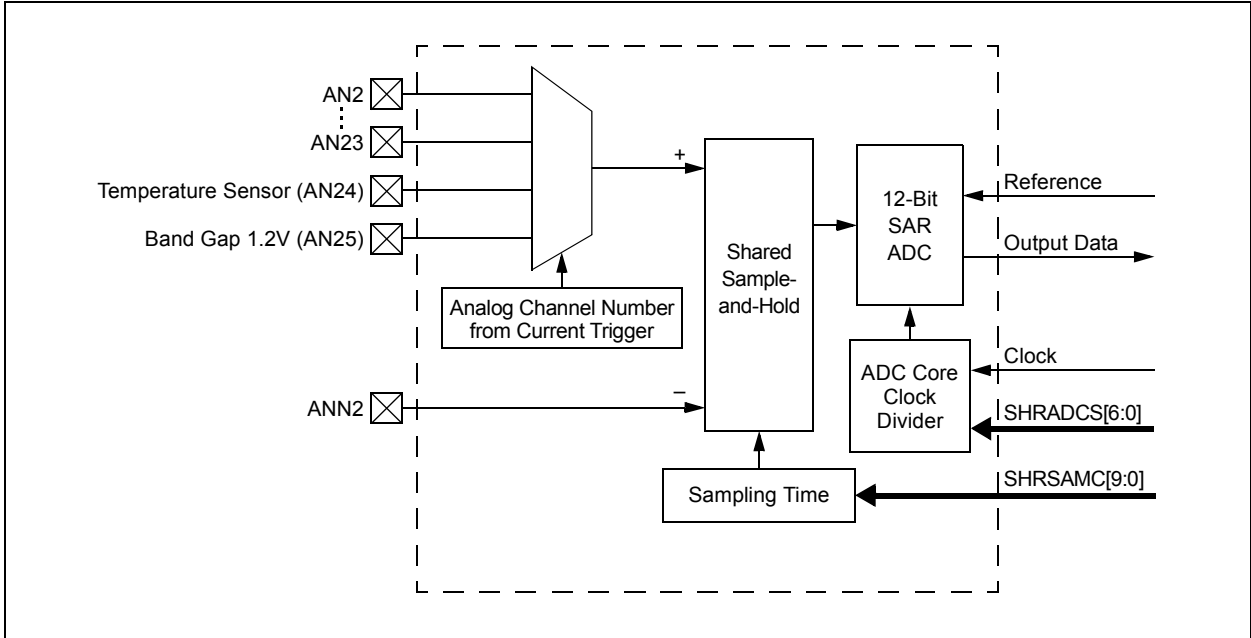 AN2
AN23
Temperature Sensor (AN24)
Band Gap 1.2V (AN25)
Analog Channel Number
from Current Trigger
ANN2
+
–
Shared
Sample-
and-Hold
12-Bit
SAR
ADC
Reference
Output Data
ADC Core
Clock
Divider
Clock
SHRADCS[6:0]
Sampling Time
SHRSAMC[9:0]